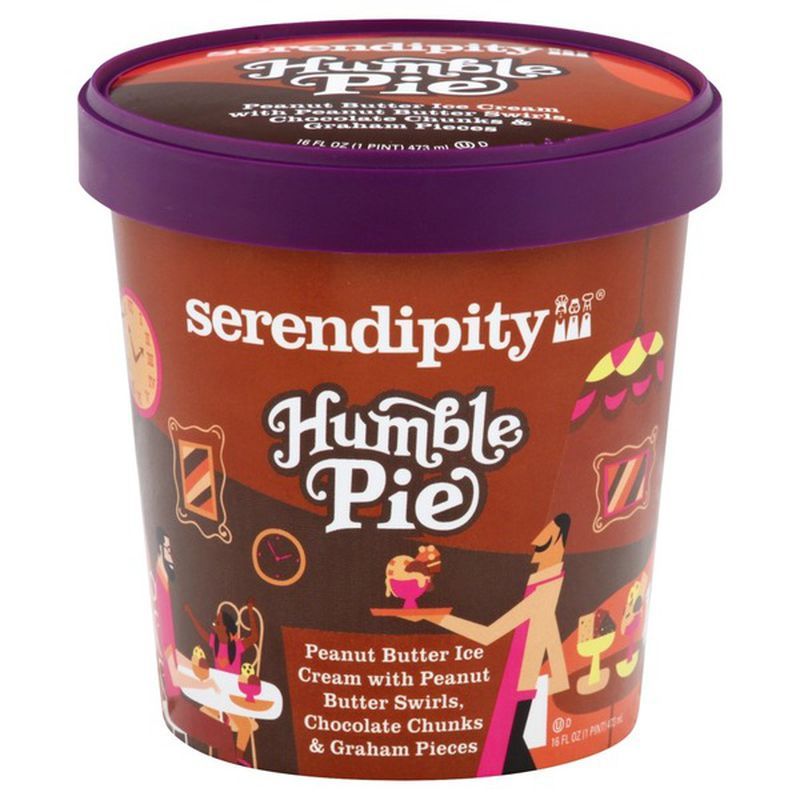 serendipity
Humble
Pie
Peanut Butter Ice Cream
with Peanut Butter Swirls,
Chocolate Chunks &
Graham Pieces
16 FL OZ (1 PINT) 473 ml Ⓤ D
serendipity ®
Humble
Pie
Peanut Butter Ice
Cream with Peanut
Butter Swirls,
Chocolate Chunks
& Graham Pieces
Ⓤ D
16 FL OZ (1 PINT) 473 mL